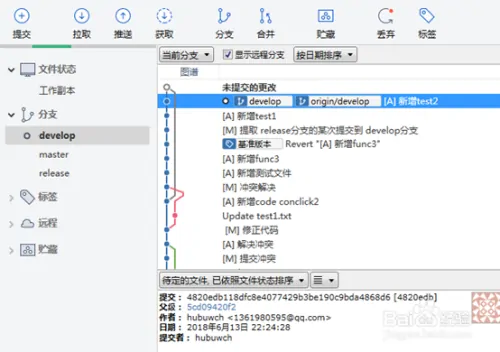 提交 拉取 推送 获取 分支 合并 贮藏 丢弃 标签
当前分支 显示远程分支 按日期排序
文件状态
工作副本
分支
develop
master
release
标签
远程
贮藏
图谱
未提交的更改
develop origin/develop [A] 新增test2
[A] 新增test1
[M] 提取 release分支的某次提交到 develop分支
基准版本 Revert "[A] 新增func3"
[A] 新增func3
[A] 新增测试文件
[M] 冲突解决
[A] 新增code conclick2
Update test1.txt
[M] 修正代码
[A] 解决冲突
[M] 提交冲突
待定的文件, 已依照文件状态排序
提交： 4820edb118dfc8e4077429b3be190c9bda4868d6 [4820edb]
父级： 5cd09420f2
作者： hubuwch <1361980595@qq.com>
日期： 2018年6月13日 22:24:28
提交者： hubuwch